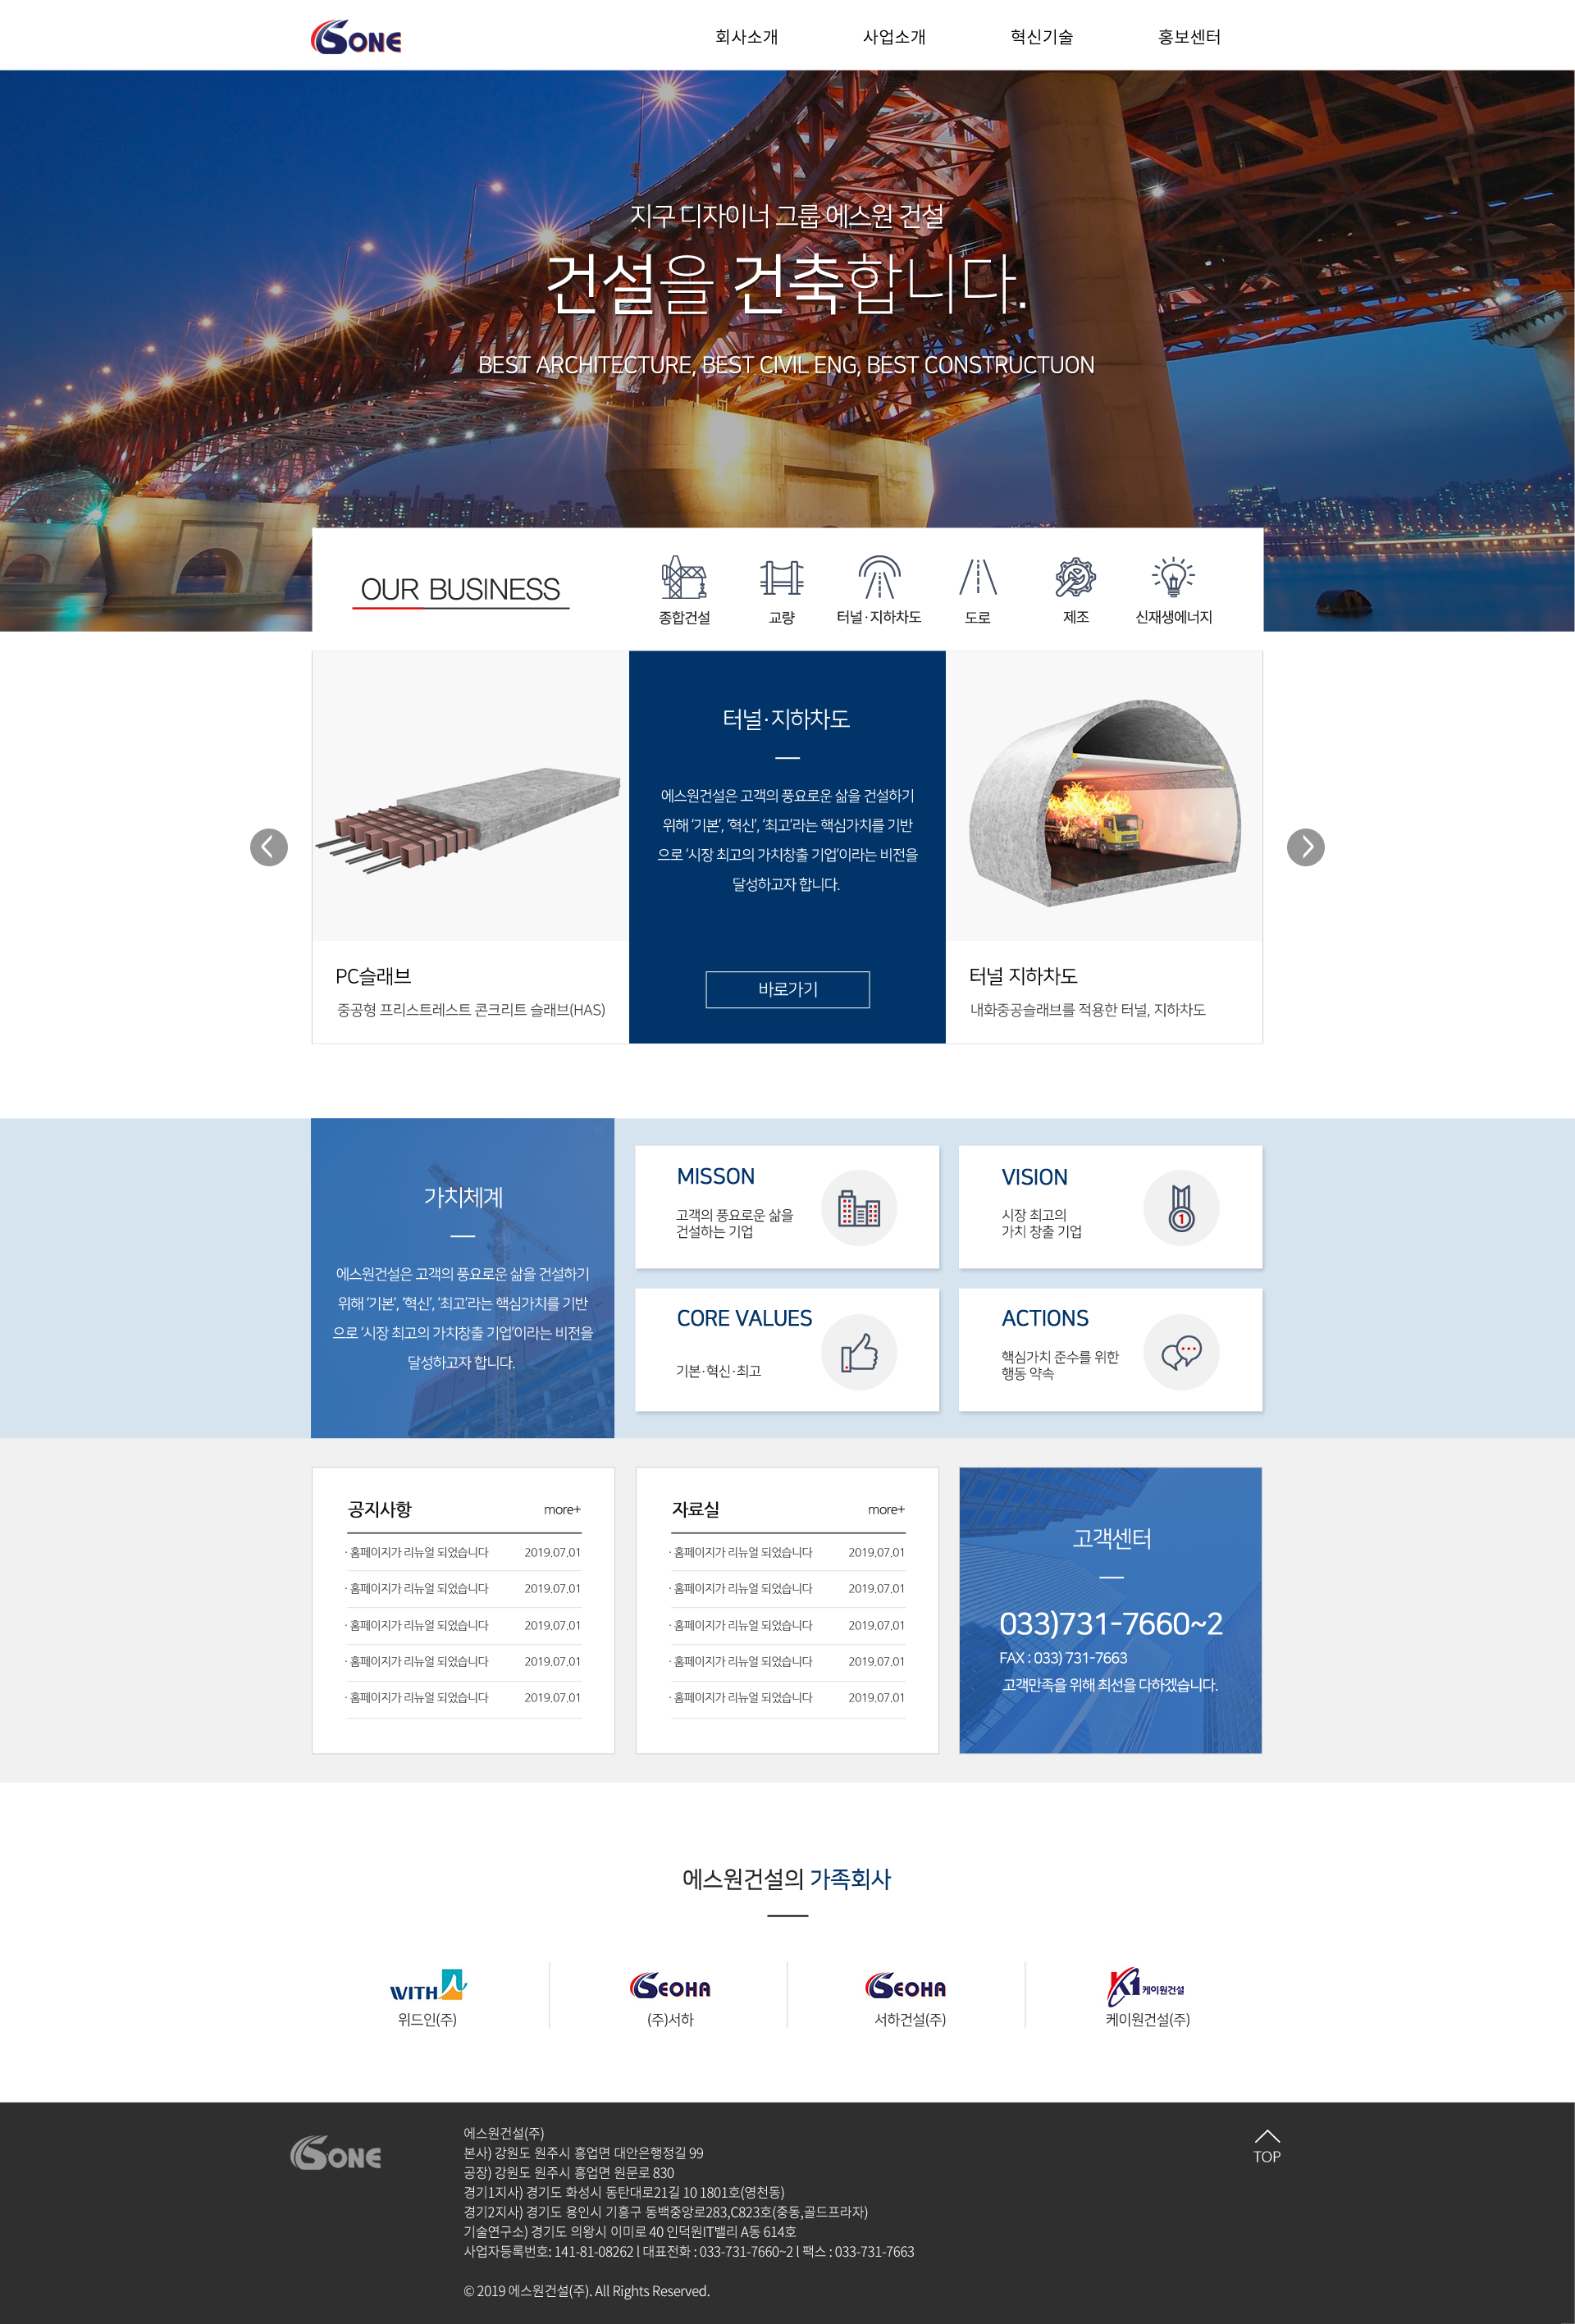 SONE
회사소개 사업소개 혁신기술 홍보센터
지구 디자이너 그룹 에스원 건설
건설을 건축합니다.
BEST ARCHITECTURE, BEST CIVIL ENG, BEST CONSTRUCTUON
OUR BUSINESS
종합건설 교량 터널·지하차도 도로 제조 신재생에너지
PC슬래브
중공형 프리스트레스트 콘크리트 슬래브(HAS)
터널·지하차도
에스원건설은 고객의 풍요로운 삶을 건설하기
위해 ‘기본’, ‘혁신’, ‘최고’라는 핵심가치를 기반
으로 ‘시장 최고의 가치창출 기업’이라는 비전을
달성하고자 합니다.
바로가기
터널 지하차도
내화중공슬래브를 적용한 터널, 지하차도
가치체계
에스원건설은 고객의 풍요로운 삶을 건설하기
위해 ‘기본’, ‘혁신’, ‘최고’라는 핵심가치를 기반
으로 ‘시장 최고의 가치창출 기업’이라는 비전을
달성하고자 합니다.
MISSON
고객의 풍요로운 삶을
건설하는 기업
VISION
시장 최고의
가치 창출 기업
1
CORE VALUES
기본·혁신·최고
ACTIONS
핵심가치 준수를 위한
행동 약속
공지사항 more+
· 홈페이지가 리뉴얼 되었습니다 2019.07.01
· 홈페이지가 리뉴얼 되었습니다 2019.07.01
· 홈페이지가 리뉴얼 되었습니다 2019.07.01
· 홈페이지가 리뉴얼 되었습니다 2019.07.01
· 홈페이지가 리뉴얼 되었습니다 2019.07.01
자료실 more+
· 홈페이지가 리뉴얼 되었습니다 2019.07.01
· 홈페이지가 리뉴얼 되었습니다 2019.07.01
· 홈페이지가 리뉴얼 되었습니다 2019.07.01
· 홈페이지가 리뉴얼 되었습니다 2019.07.01
· 홈페이지가 리뉴얼 되었습니다 2019.07.01
고객센터
033)731-7660~2
FAX : 033) 731-7663
고객만족을 위해 최선을 다하겠습니다.
에스원건설의 가족회사
WITH
위드인(주)
SEOHA
(주)서하
SEOHA
서하건설(주)
K1 케이원건설
케이원건설(주)
SONE
에스원건설(주)
본사) 강원도 원주시 흥업면 대안은행정길 99
공장) 강원도 원주시 흥업면 원문로 830
경기1지사) 경기도 화성시 동탄대로21길 10 1801호(영천동)
경기2지사) 경기도 용인시 기흥구 동백중앙로283,C823호(중동,골드프라자)
기술연구소) 경기도 의왕시 이미로 40 인덕원IT밸리 A동 614호
사업자등록번호: 141-81-08262 l 대표전화 : 033-731-7660~2 l 팩스 : 033-731-7663
© 2019 에스원건설(주). All Rights Reserved.
TOP